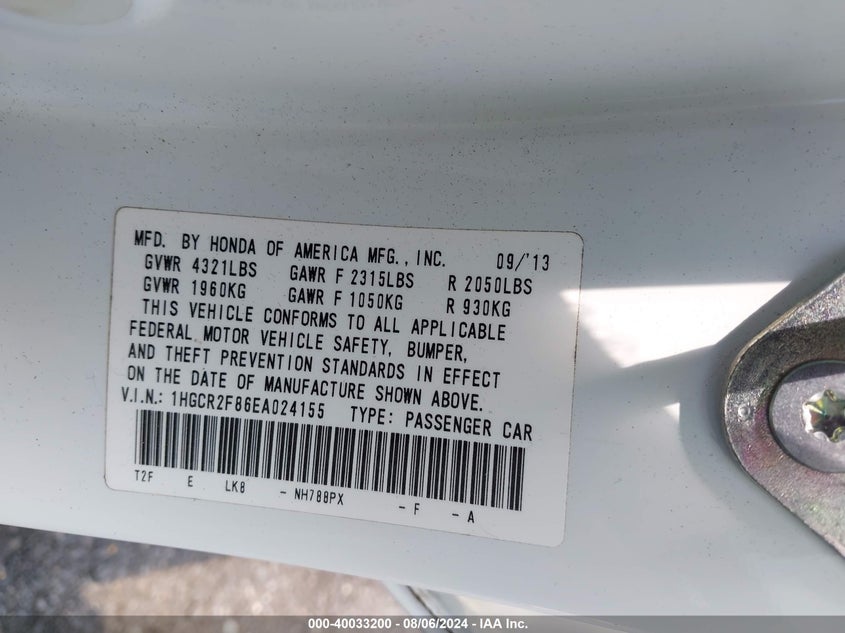 MFD. BY HONDA OF AMERICA MFG., INC. 09/'13
GVWR 4321LBS GAWR F 2315LBS R 2050LBS
GVWR 1960KG GAWR F 1050KG R 930KG
THIS VEHICLE CONFORMS TO ALL APPLICABLE
FEDERAL MOTOR VEHICLE SAFETY, BUMPER,
AND THEFT PREVENTION STANDARDS IN EFFECT
ON THE DATE OF MANUFACTURE SHOWN ABOVE.
V.I.N.: 1HGCR2F86EA024155 TYPE: PASSENGER CAR
T2F E LK8 - NH788PX -F -A
000-40033200 - 08/06/2024 - IAA Inc.